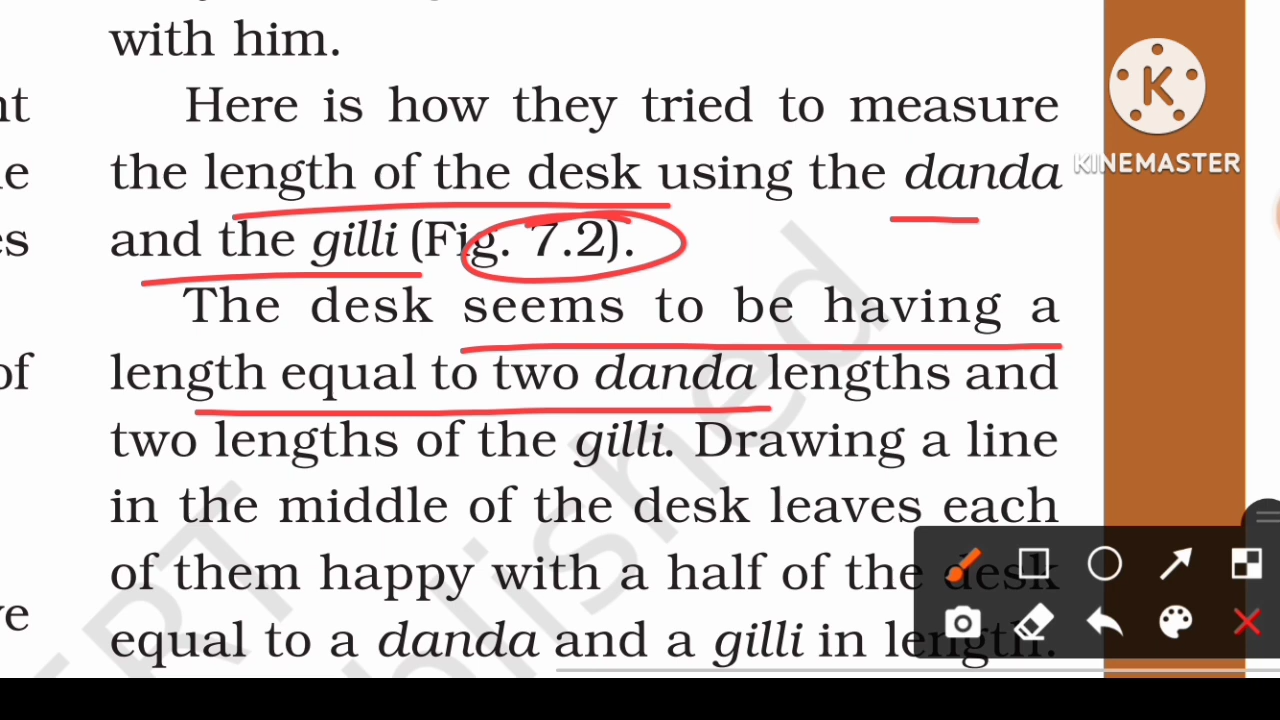 with him.
Here is how they tried to measure
the length of the desk using the danda
and the gilli (Fig. 7.2).
The desk seems to be having a
length equal to two danda lengths and
two lengths of the gilli. Drawing a line
in the middle of the desk leaves each
of them happy with a half of the desk
equal to a danda and a gilli in length.
nt
es
of
KINEMASTER
K